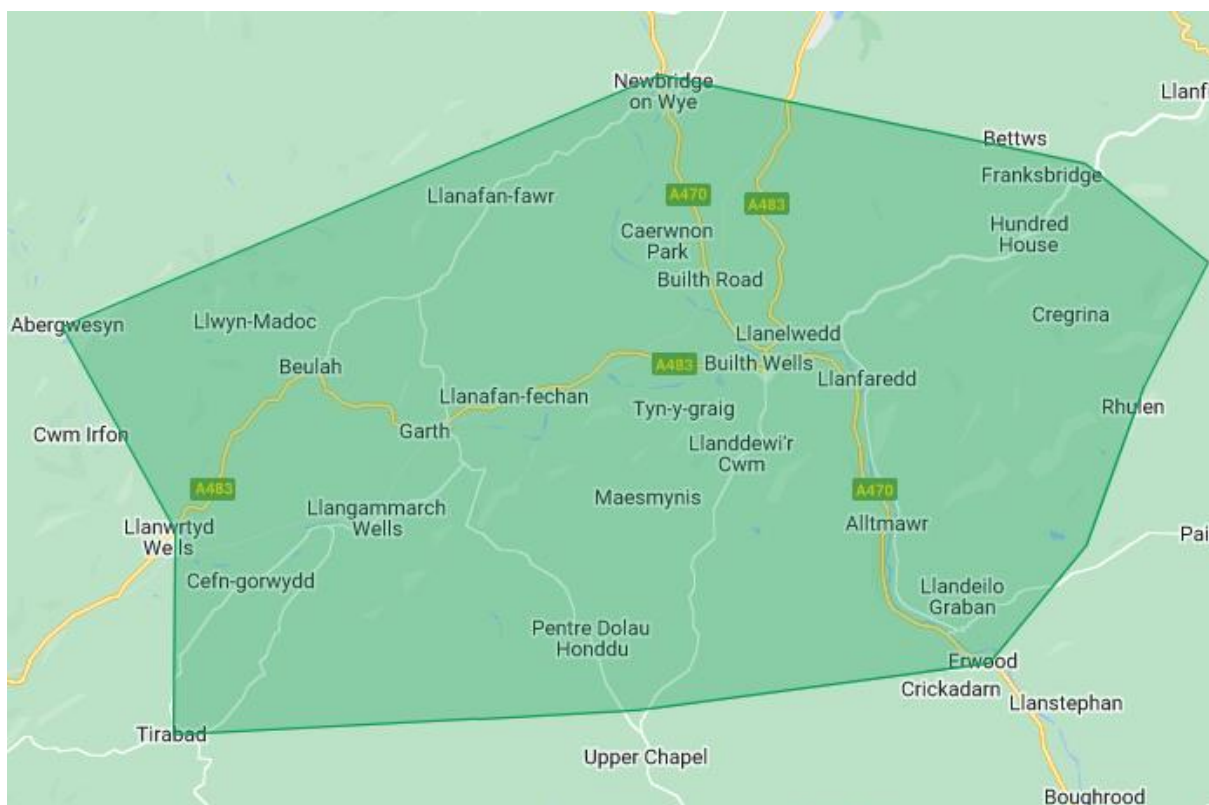 Newbridge
on Wye
Llanfi
Bettws
Franksbridge
Llanafan-fawr
A470
A483
Hundred
House
Caerwnon
Park
Builth Road
Abergwesyn
Llwyn-Madoc
Cregrina
Llanelwedd
Beulah
A483
Builth Wells
Llanfaredd
Llanafan-fechan
Tyn-y-graig
Rhulen
Cwm Irfon
Garth
Llanddewi'r
Cwm
A483
A470
Llangammarch
Wells
Maesmynis
Llanwrtyd
Wells
Alltmawr
Pai
Cefn-gorwydd
Llandeilo
Graban
Pentre Dolau
Honddu
Erwood
Crickadarn
Llanstephan
Tirabad
Upper Chapel
Boughrood